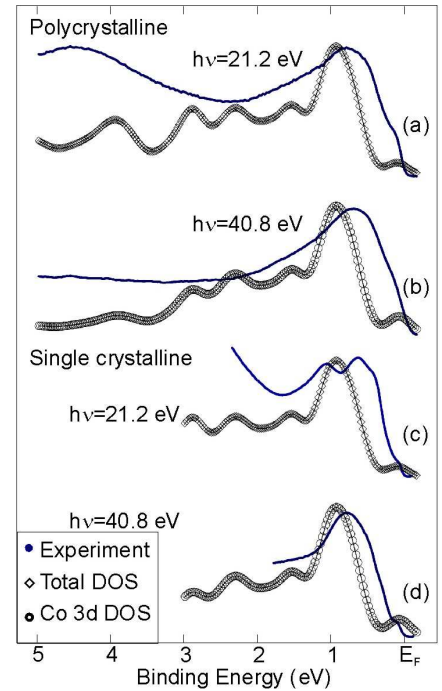 Polycrystalline
hν=21.2 eV
(a)
hν=40.8 eV
(b)
Single crystalline
hν=21.2 eV
(c)
hν=40.8 eV
Experiment
Total DOS
Co 3d DOS
(d)
5 4 3 2 1 E_F
Binding Energy (eV)